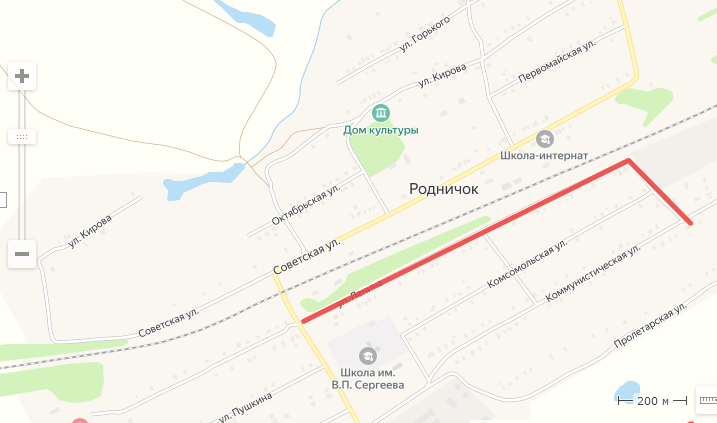 ул. Горького
Первомайская ул.
ул. Кирова
Дом культуры
Школа-интернат
Родничок
Октябрьская ул.
ул. Кирова
Советская ул.
Комсомольская ул.
Коммунистическая ул.
Советская ул.
Пролетарская ул.
Школа им.
В.П. Сергеева
ул. Пушкина
200 м